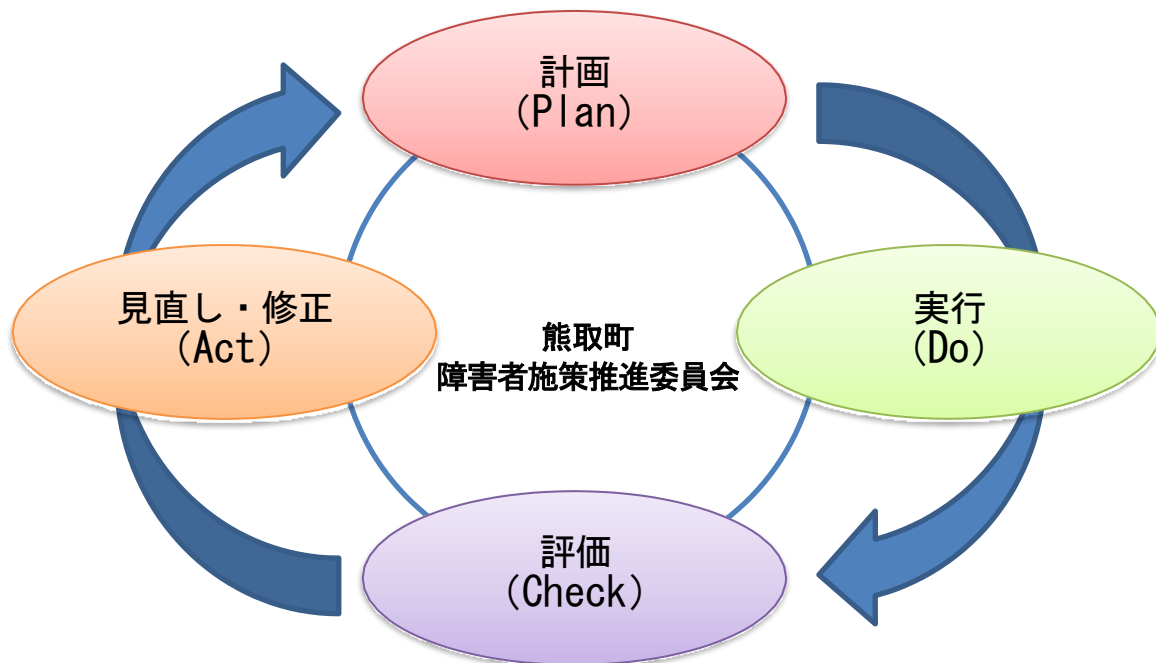 計画
(Plan)
見直し・修正
(Act)
実行
(Do)
熊取町
障害者施策推進委員会
評価
(Check)